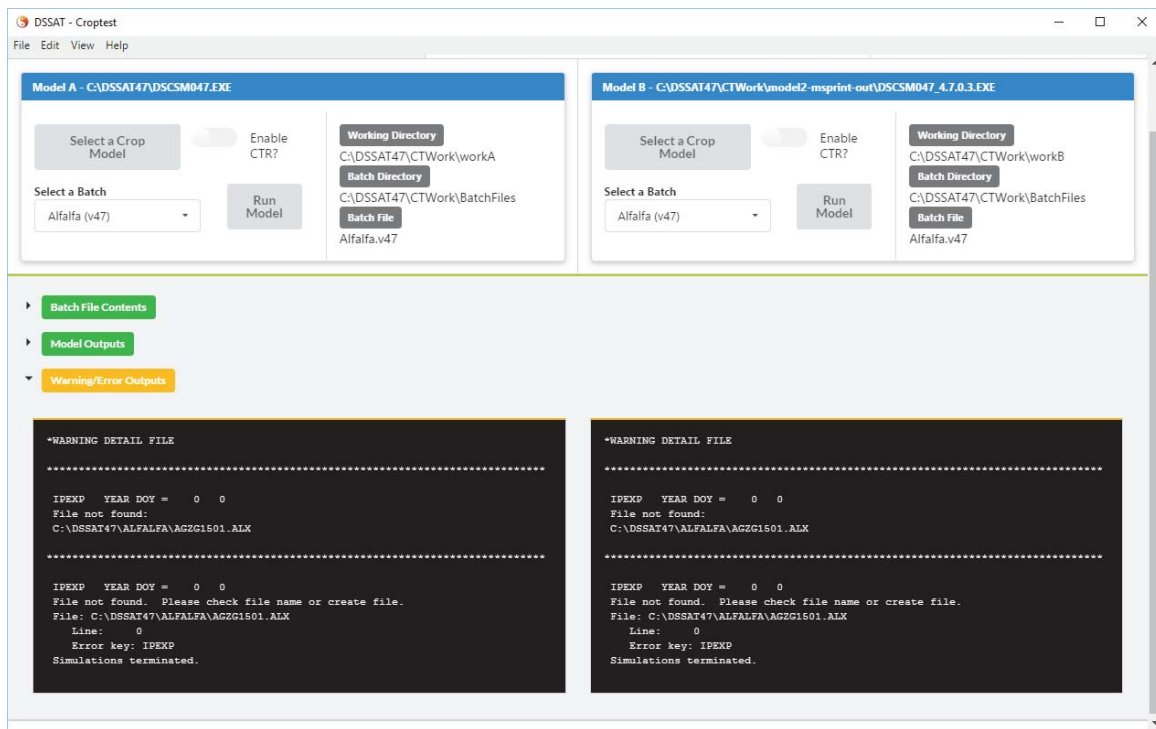 DSSAT - Croptest
File Edit View Help
Model A - C:\DSSAT47\DSCSM047.EXE
Select a Crop
Model
Enable
CTR?
Select a Batch
Alfalfa (v47)
Run
Model
Working Directory
C:\DSSAT47\CTWork\workA
Batch Directory
C:\DSSAT47\CTWork\BatchFiles
Batch File
Alfalfa.v47
Model B - C:\DSSAT47\CTWork\model2-msprint-out\DSCSM047_4.7.0.3.EXE
Select a Crop
Model
Enable
CTR?
Select a Batch
Alfalfa (v47)
Run
Model
Working Directory
C:\DSSAT47\CTWork\workB
Batch Directory
C:\DSSAT47\CTWork\BatchFiles
Batch File
Alfalfa.v47
Batch File Contents
Model Outputs
Warning/Error Outputs
*WARNING DETAIL FILE
*******************************************************************************
IPEXP YEAR DOY = 0 0
File not found:
C:\DSSAT47\ALFALFA\AGZG1501.ALX
*******************************************************************************
IPEXP YEAR DOY = 0 0
File not found. Please check file name or create file.
File: C:\DSSAT47\ALFALFA\AGZG1501.ALX
Line: 0
Error key: IPEXP
Simulations terminated.
*WARNING DETAIL FILE
*******************************************************************************
IPEXP YEAR DOY = 0 0
File not found:
C:\DSSAT47\ALFALFA\AGZG1501.ALX
*******************************************************************************
IPEXP YEAR DOY = 0 0
File not found. Please check file name or create file.
File: C:\DSSAT47\ALFALFA\AGZG1501.ALX
Line: 0
Error key: IPEXP
Simulations terminated.